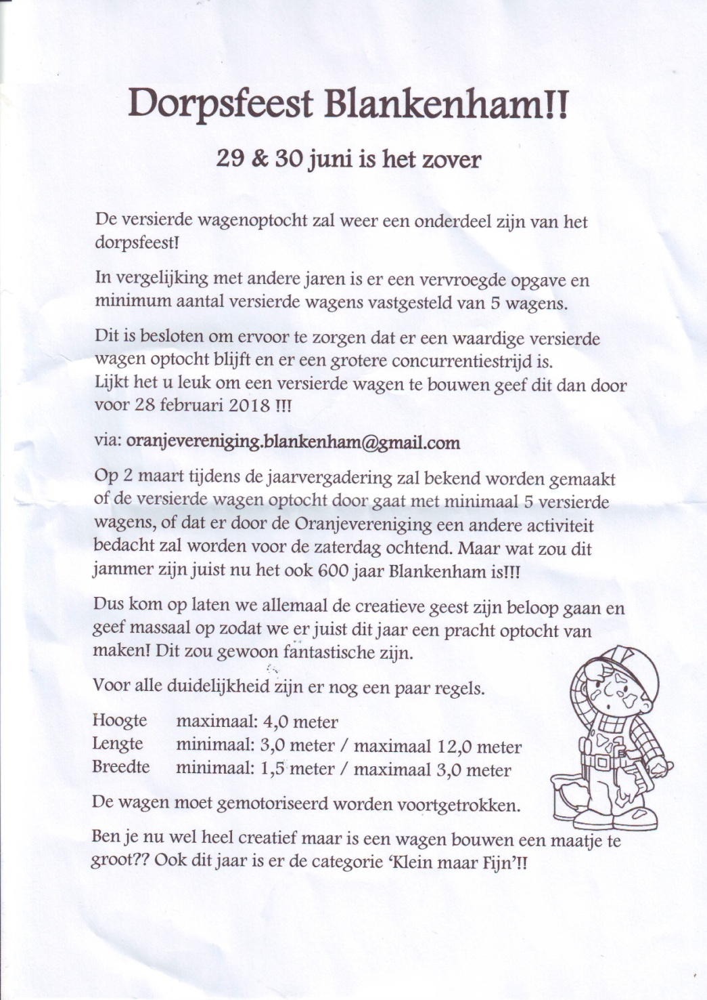 Dorpsfeest Blankenham!!
29 & 30 juni is het zover
De versierde wagenoptocht zal weer een onderdeel zijn van het
dorpsfeest!
In vergelijking met andere jaren is er een vervroegde opgave en
minimum aantal versierde wagens vastgesteld van 5 wagens.
Dit is besloten om ervoor te zorgen dat er een waardige versierde
wagen optocht blijft en er een grotere concurrentiestrijd is.
Lijkt het u leuk om een versierde wagen te bouwen geef dit dan door
voor 28 februari 2018 !!!
via: oranjevereniging.blankenham@gmail.com
Op 2 maart tijdens de jaarvergadering zal bekend worden gemaakt
of de versierde wagen optocht door gaat met minimaal 5 versierde
wagens, of dat er door de Oranjevereniging een andere activiteit
bedacht zal worden voor de zaterdag ochtend. Maar wat zou dit
jammer zijn juist nu het ook 600 jaar Blankenham is!!!
Dus kom op laten we allemaal de creatieve geest zijn beloop gaan en
geef massaal op zodat we er juist dit jaar een pracht optocht van
maken! Dit zou gewoon fantastische zijn.
Voor alle duidelijkheid zijn er nog een paar regels.
Hoogte maximaal: 4,0 meter
Lengte minimaal: 3,0 meter / maximaal 12,0 meter
Breedte minimaal: 1,5 meter / maximaal 3,0 meter
De wagen moet gemotoriseerd worden voortgetrokken.
Ben je nu wel heel creatief maar is een wagen bouwen een maatje te
groot?? Ook dit jaar is er de categorie ‘Klein maar Fijn’!!